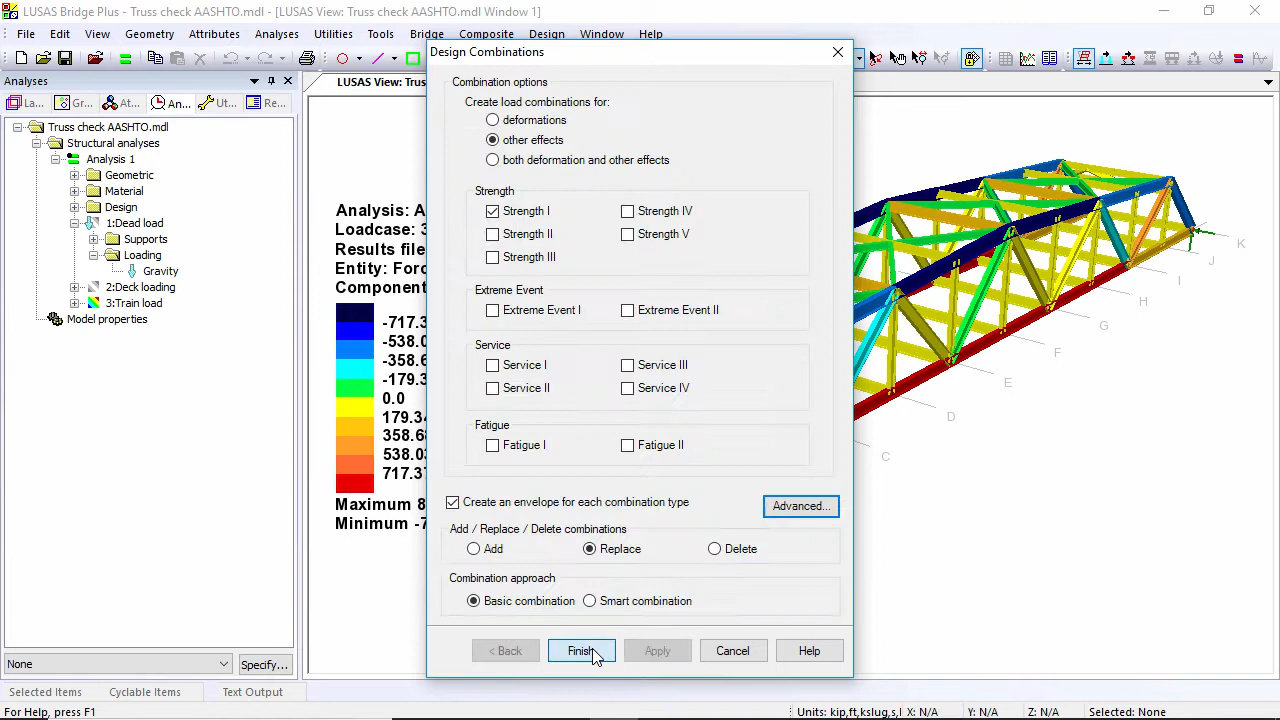 LUSAS Bridge Plus - Truss check AASHTO.mdl - [LUSAS View: Truss check AASHTO.mdl Window 1]
File Edit View Geometry Attributes Analyses Utilities Tools Bridge Composite Design Window Help
Analyses
La... Gr... At... An... Ut... Re...
Truss check AASHTO.mdl
Structural analyses
Analysis 1
Geometric
Material
Design
1:Dead load
Supports
Loading
Gravity
2:Deck loading
3:Train load
Model properties
None
Specify...
Selected Items Cyclable Items Text Output
For Help, press F1
LUSAS View: Trus
Analysis: A
Loadcase: 3
Results file
Entity: Forc
Component
-717.3
-538.0
-358.6
-179.3
0.0
179.34
358.68
538.03
717.37
Maximum 8
Minimum -7
Design Combinations
Combination options
Create load combinations for:
deformations
other effects
both deformation and other effects
Strength
Strength I Strength IV
Strength II Strength V
Strength III
Extreme Event
Extreme Event I Extreme Event II
Service
Service I Service III
Service II Service IV
Fatigue
Fatigue I Fatigue II
Create an envelope for each combination type Advanced...
Add / Replace / Delete combinations
Add Replace Delete
Combination approach
Basic combination Smart combination
< Back Finish Apply Cancel Help
K
J
I
H
G
F
E
D
C
Units: kip,ft,kslug,s,l X: N/A Y: N/A Z: N/A Selected: None